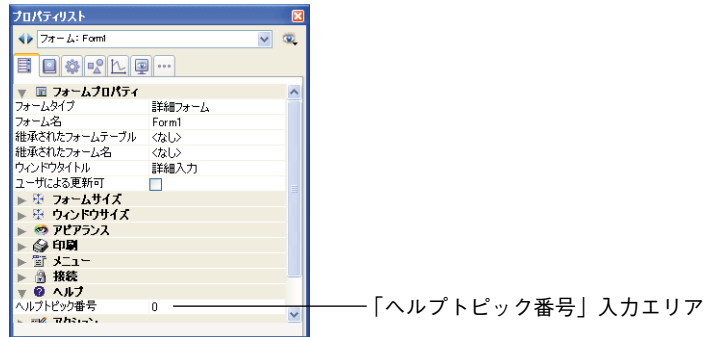 プロパティリスト
フォーム: Form1
フォームプロパティ
フォームタイプ 詳細フォーム
フォーム名 Form1
継承されたフォームテーブル <なし>
継承されたフォーム名 <なし>
ウィンドウタイトル 詳細入力
ユーザによる更新可
フォームサイズ
ウィンドウサイズ
アピアランス
印刷
メニュー
接続
ヘルプ
ヘルプトピック番号 0
「ヘルプトピック番号」入力エリア
アクション